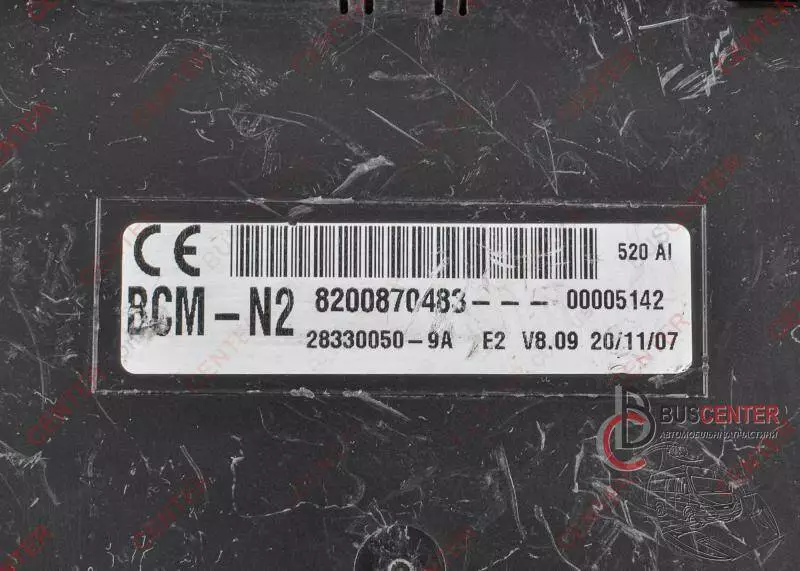 CE 520 AI
BCM-N2 8200870483--- 00005142
28330050-9A E2 V8.09 20/11/07
BUSCENTER
АВТОМОБІЛЬНІ ЗАПЧАСТИНИ